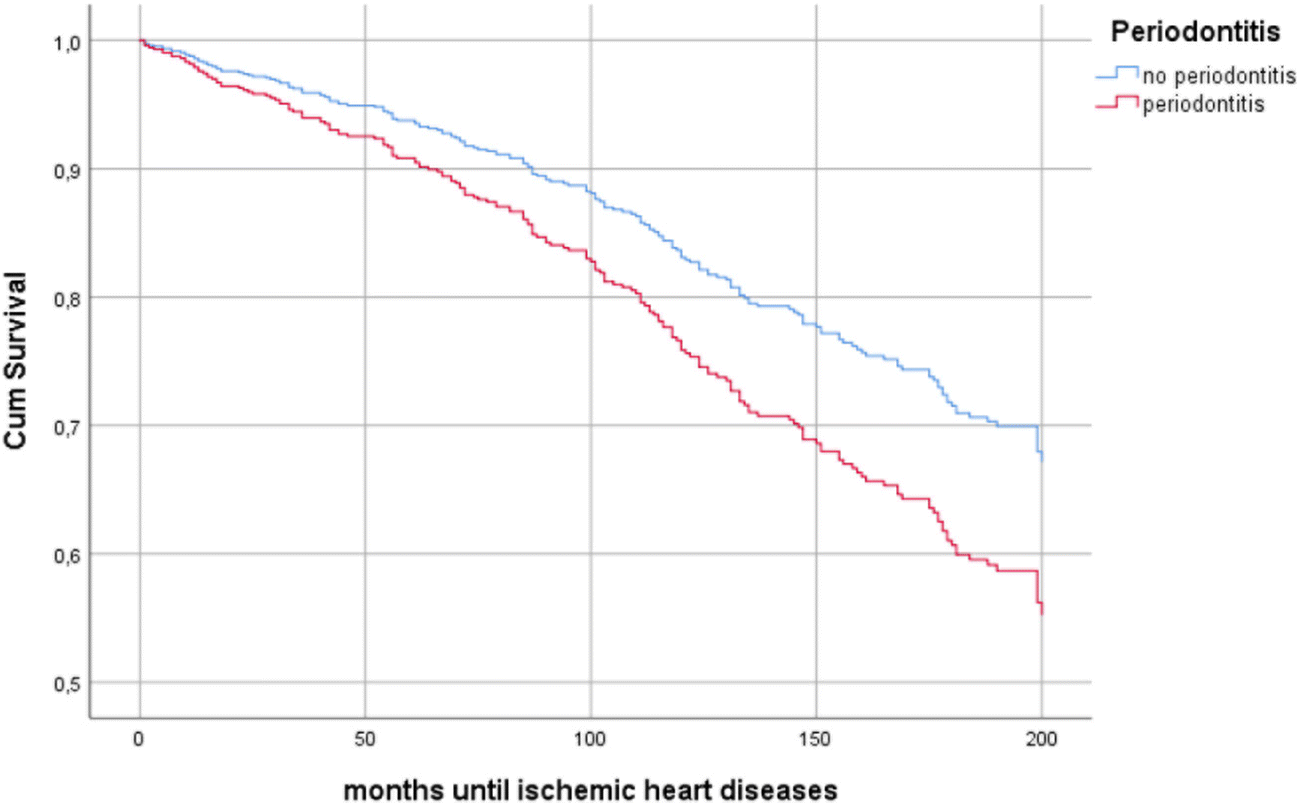 Periodontitis
no periodontitis
periodontitis
Cum Survival
1,0
0,9
0,8
0,7
0,6
0,5
0
50
100
150
200
months until ischemic heart diseases